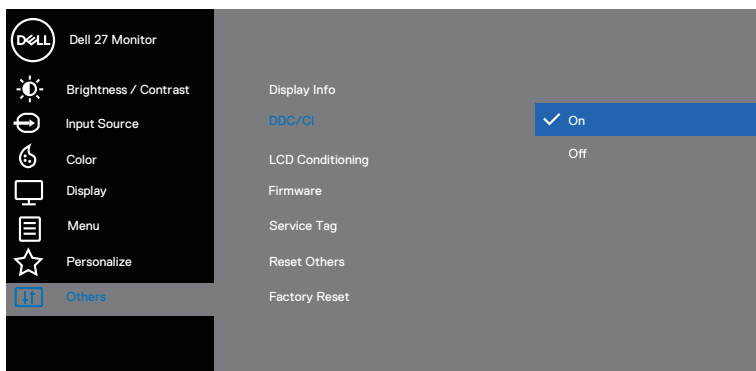 DELL Dell 27 Monitor
Brightness / Contrast
Input Source
Color
Display
Menu
Personalize
Others
Display Info
DDC/CI
LCD Conditioning
Firmware
Service Tag
Reset Others
Factory Reset
On
Off